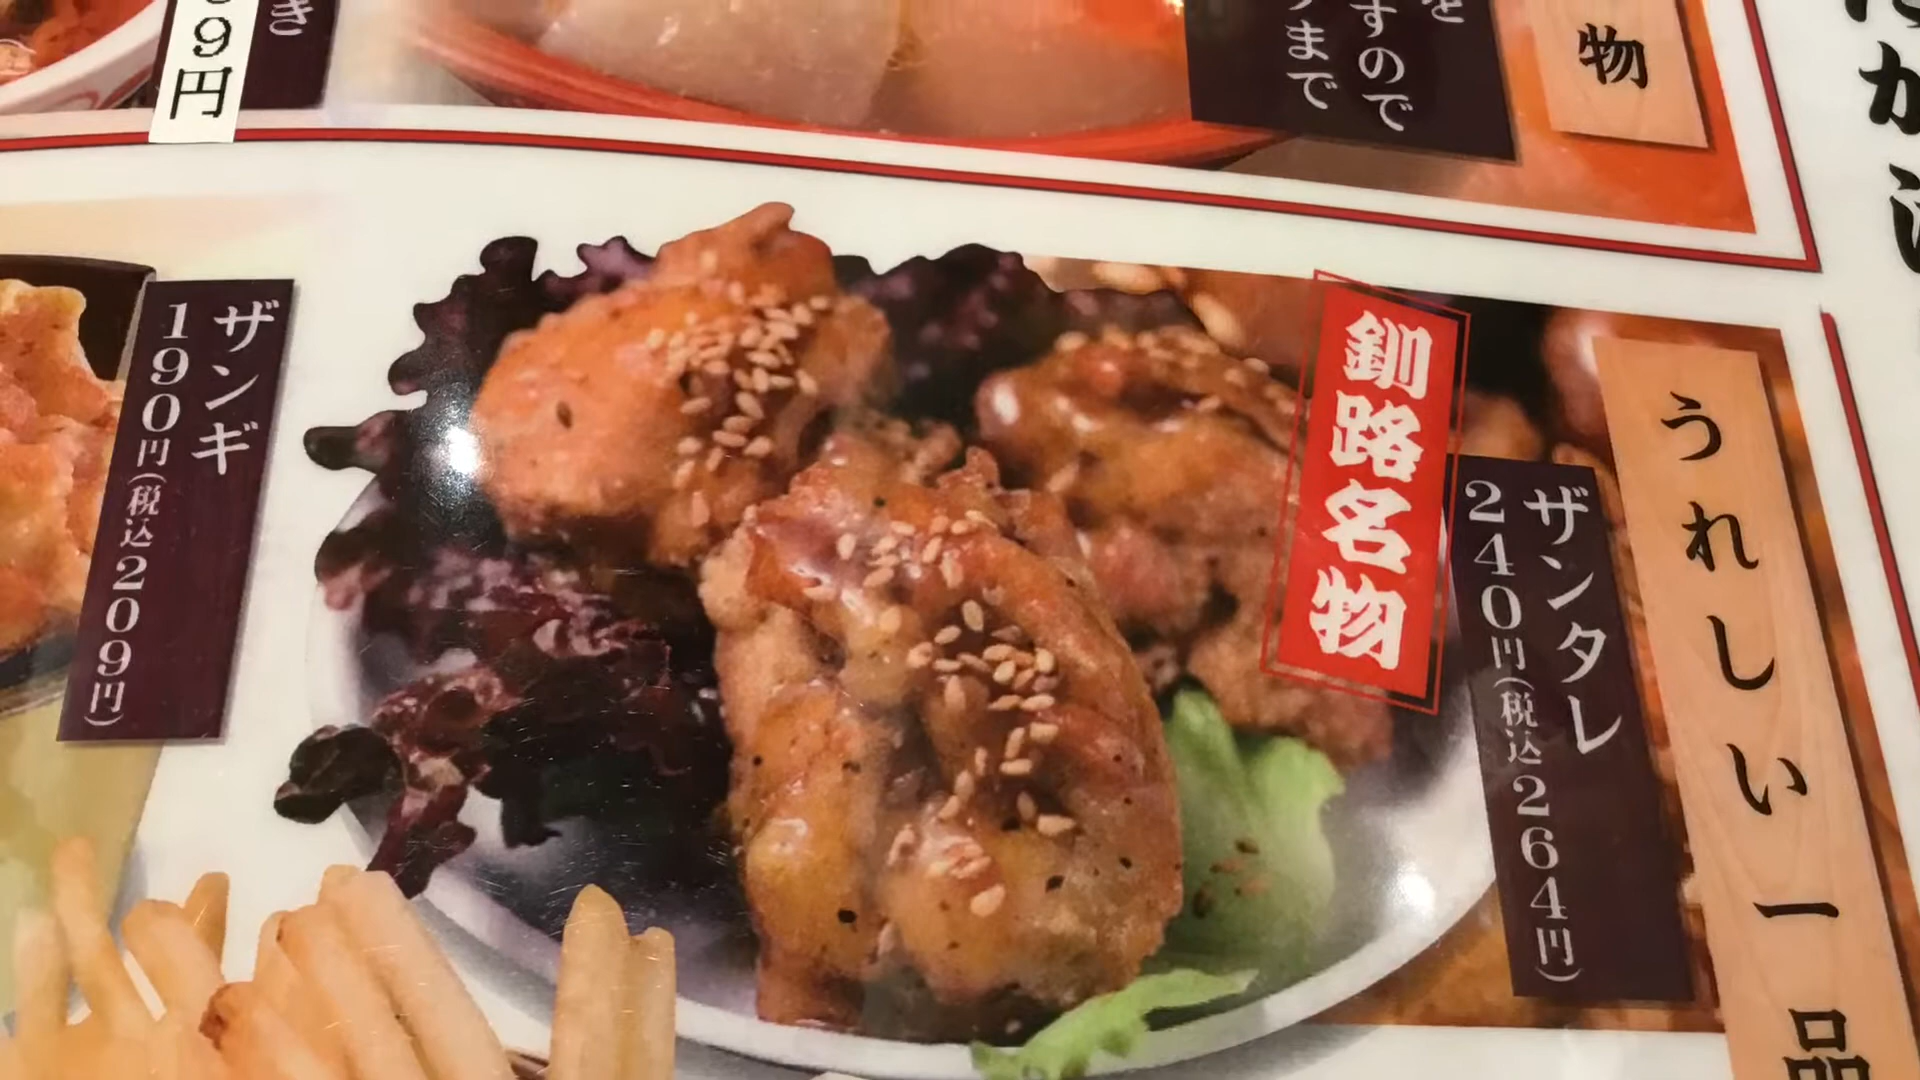 き
9円
を
すので
まで
物
ザンギ
190円(税込209円)
釧路名物
ザンタレ
240円(税込264円)
うれしい一品